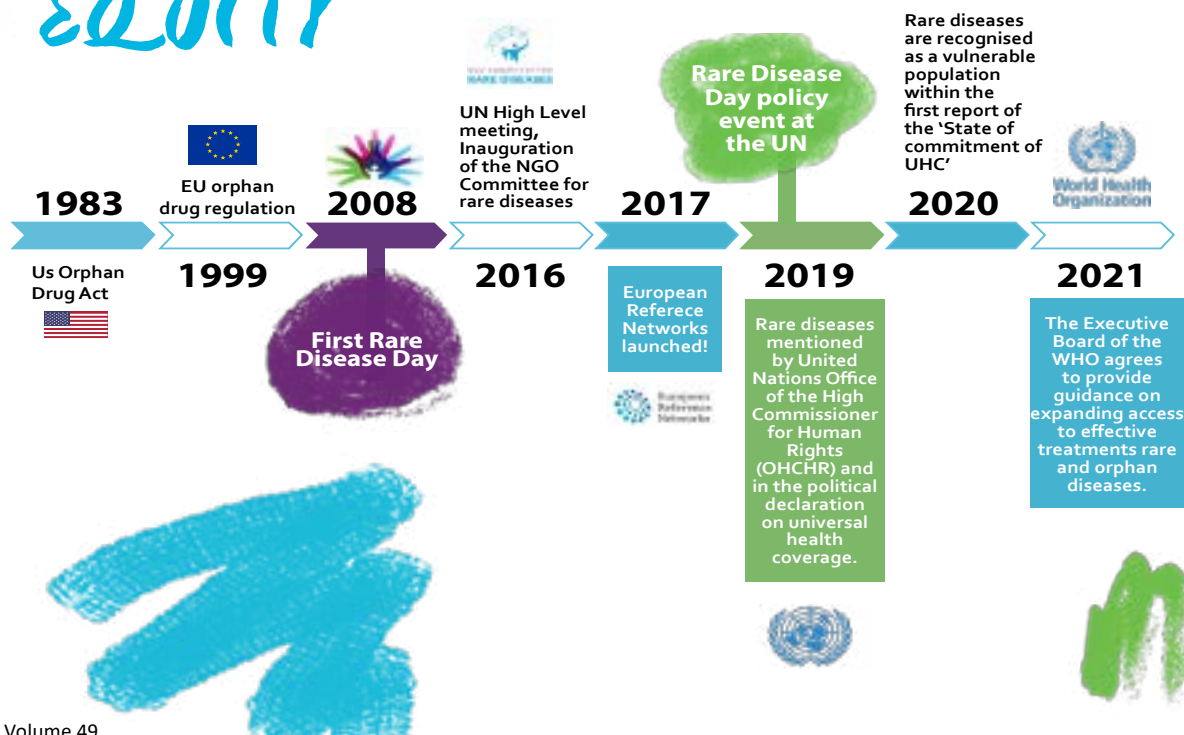 EQUITY
1983
Us Orphan
Drug Act
EU orphan
drug regulation
1999
2008
First Rare
Disease Day
RARE DISEASES
UN High Level
meeting,
Inauguration
of the NGO
Committee for
rare diseases
2016
2017
European
Referece
Networks
launched!
European
Reference
Networks
Rare Disease
Day policy
event at
the UN
2019
Rare diseases
mentioned
by United
Nations Office
of the High
Commissioner
for Human
Rights
(OHCHR) and
in the political
declaration
on universal
health
coverage.
Rare diseases
are recognised
as a vulnerable
population
within the
first report of
the ‘State of
commitment of
UHC’
2020
World Health
Organization
2021
The Executive
Board of the
WHO agrees
to provide
guidance on
expanding access
to effective
treatments rare
and orphan
diseases.
Volume 49